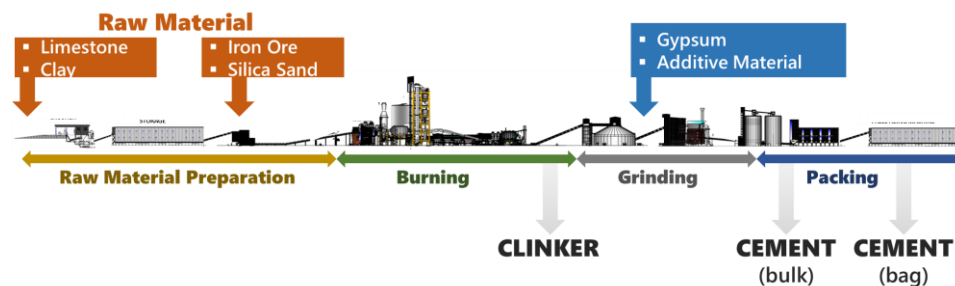 Raw Material
▪ Limestone
▪ Clay
▪ Iron Ore
▪ Silica Sand
▪ Gypsum
▪ Additive Material
Raw Material Preparation
Burning
Grinding
Packing
CLINKER
CEMENT
(bulk)
CEMENT
(bag)